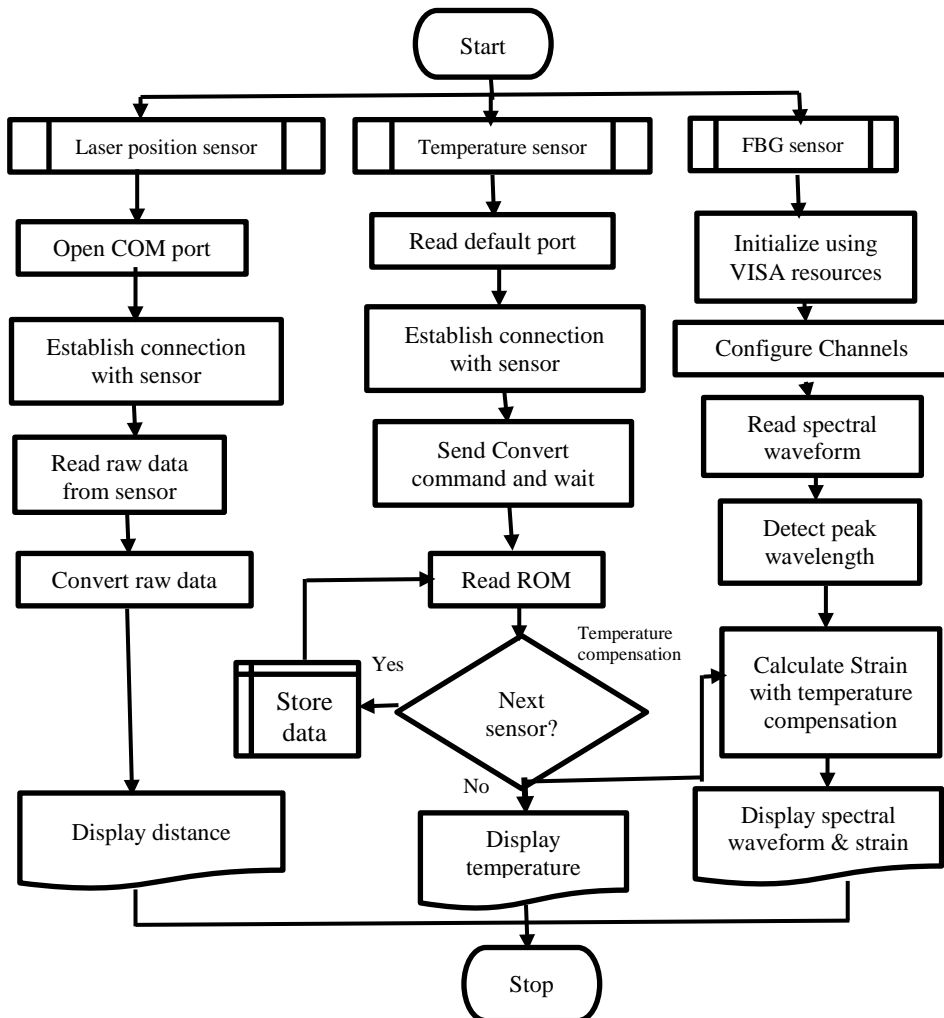 Start
Laser position sensor
Temperature sensor
FBG sensor
Open COM port
Read default port
Initialize using
VISA resources
Establish connection
with sensor
Establish connection
with sensor
Configure Channels
Read raw data
from sensor
Send Convert
command and wait
Read spectral
waveform
Detect peak
wavelength
Convert raw data
Read ROM
Temperature
compensation
Yes
Store
data
Next
sensor?
Calculate Strain
with temperature
compensation
No
Display distance
Display
temperature
Display spectral
waveform & strain
Stop